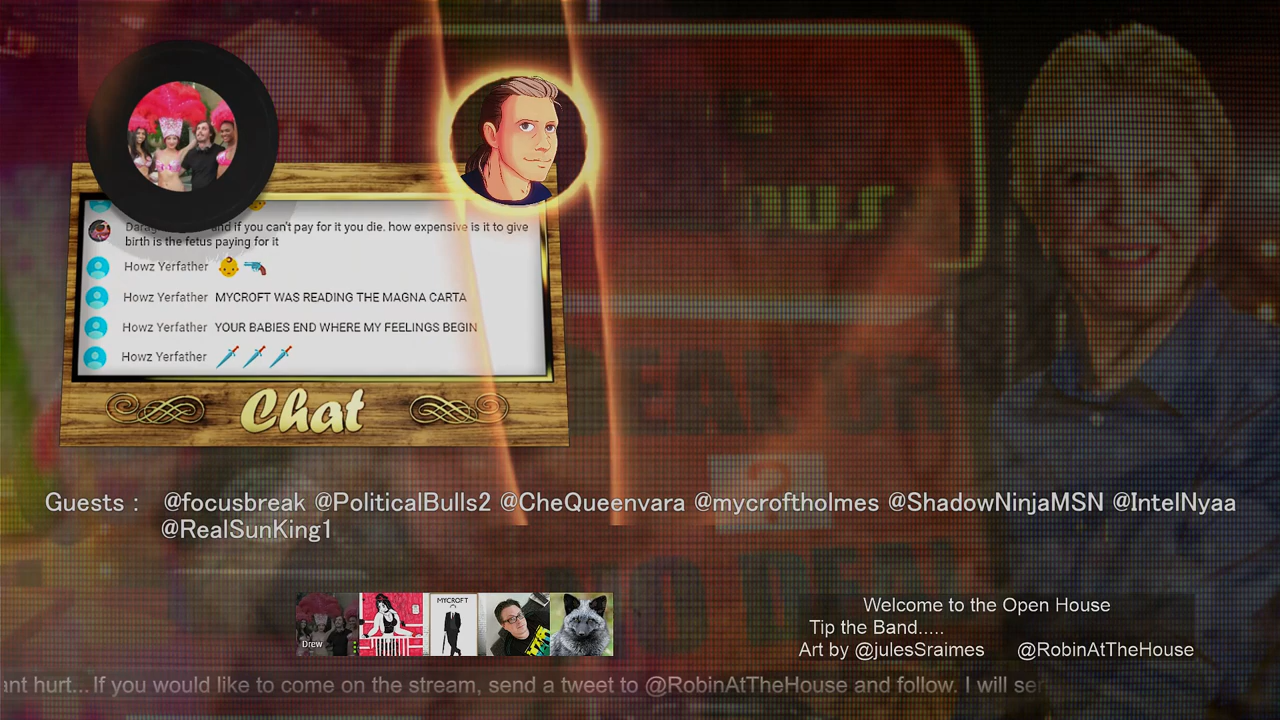 and if you can't pay for it you die. how expensive is it to give
birth is the fetus paying for it
Howz Yerfather 👶🔫
Howz Yerfather MYCROFT WAS READING THE MAGNA CARTA
Howz Yerfather YOUR BABIES END WHERE MY FEELINGS BEGIN
Howz Yerfather 🗡🗡🗡
Chat
Guests : @focusbreak @PoliticalBulls2 @CheQueenvara @mycroftholmes @ShadowNinjaMSN @IntelNyaa
@RealSunKing1
MYCROFT
Drew
Welcome to the Open House
Tip the Band.....
Art by @julesSraimes @RobinAtTheHouse
hurt... If you would like to come on the stream, send a tweet to @RobinAtTheHouse and follow. I will